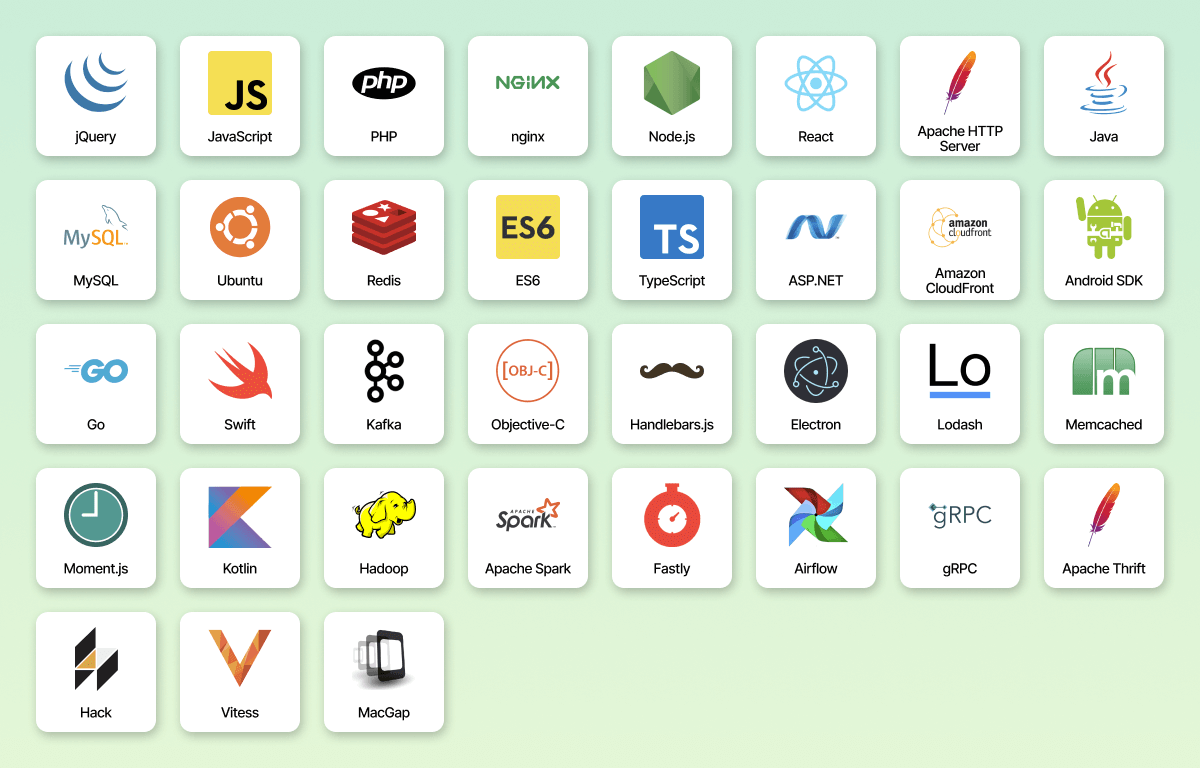 jQuery
JS
JavaScript
php
PHP
NGINX
nginx
Node.js
React
Apache HTTP
Server
Java
MySQL
MySQL
Ubuntu
Redis
ES6
ES6
TS
TypeScript
ASP.NET
amazon
cloudfront
Amazon
CloudFront
Android SDK
GO
Go
Swift
Kafka
[OBJ-C]
Objective-C
Handlebars.js
Electron
Lo
Lodash
m
Memcached
Moment.js
Kotlin
Hadoop
APACHE
Spark
Apache Spark
Fastly
Airflow
gRPC
gRPC
Apache Thrift
Hack
Vitess
MacGap